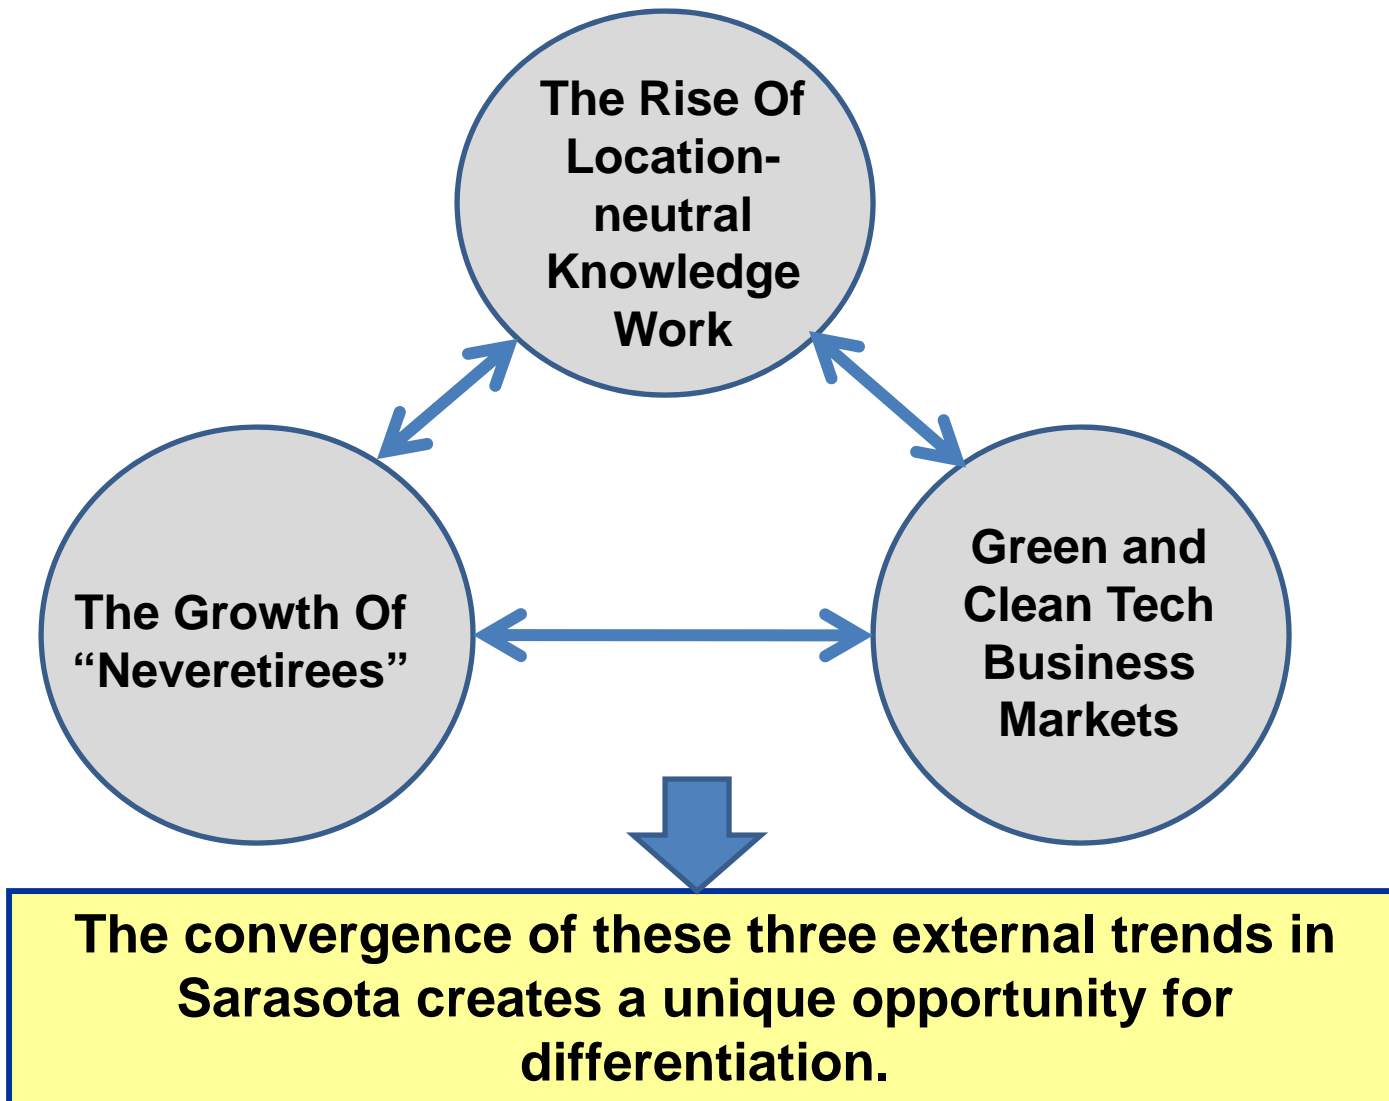 The Rise Of
Location-
neutral
Knowledge
Work
The Growth Of
“Neveretirees”
Green and
Clean Tech
Business
Markets
The convergence of these three external trends in
Sarasota creates a unique opportunity for
differentiation.